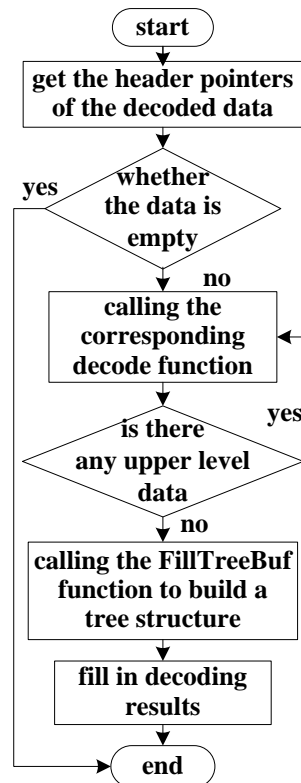 start
get the header pointers
of the decoded data
yes
whether
the data is
empty
no
calling the
corresponding
decode function
yes
is there
any upper level
data
no
calling the FillTreeBuf
function to build a
tree structure
fill in decoding
results
end